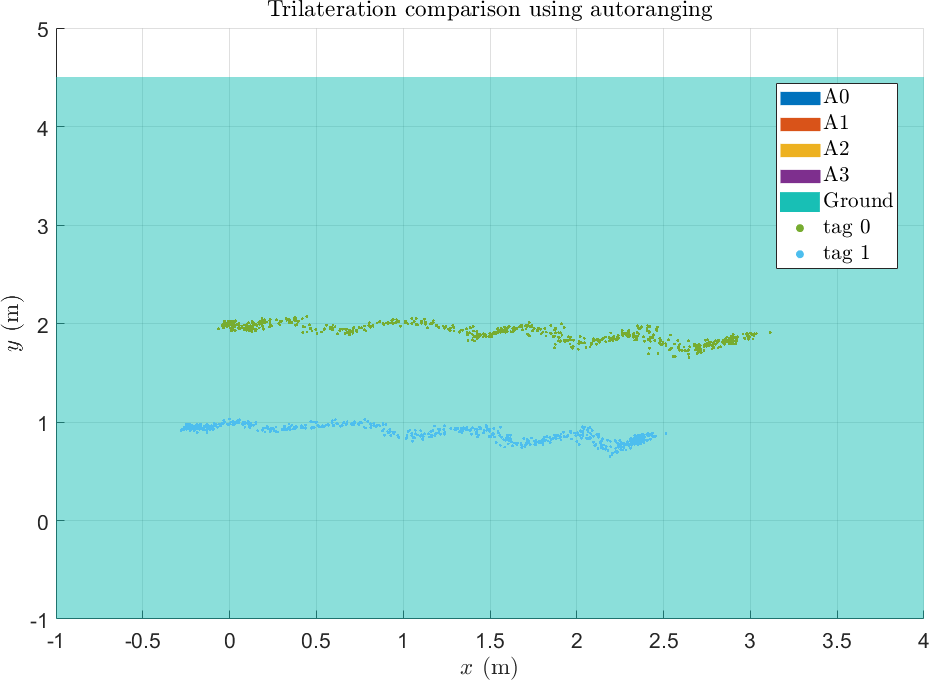 Trilateration comparison using autoranging
5
4
3
2
1
0
-1
y (m)
A0
A1
A2
A3
Ground
tag 0
tag 1
-1 -0.5 0 0.5 1 1.5 2 2.5 3 3.5 4
x (m)